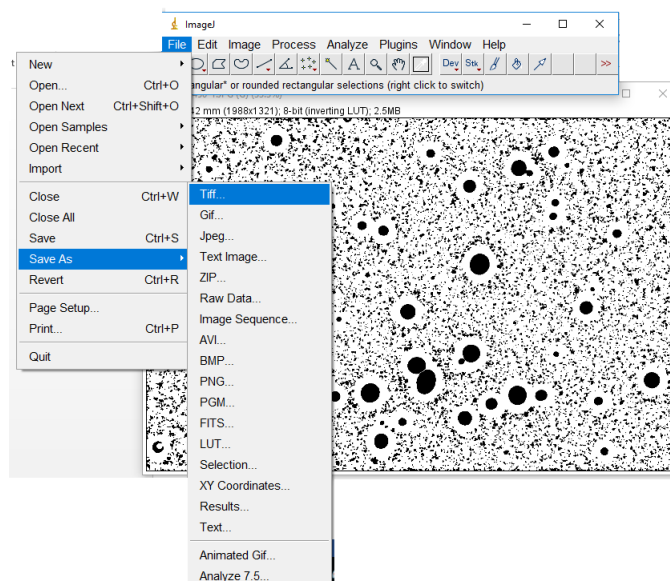 ImageJ
File Edit Image Process Analyze Plugins Window Help
A Dev Stk >>
angular* or rounded rectangular selections (right click to switch)
2 mm (1988x1321); 8-bit (inverting LUT); 2.5MB
t
New
Open... Ctrl+O
Open Next Ctrl+Shift+O
Open Samples
Open Recent
Import
Close Ctrl+W
Close All
Save Ctrl+S
Save As
Revert Ctrl+R
Page Setup...
Print... Ctrl+P
Quit
Tiff...
Gif...
Jpeg...
Text Image...
ZIP...
Raw Data...
Image Sequence...
AVI...
BMP...
PNG...
PGM...
FITS...
LUT...
Selection...
XY Coordinates...
Results...
Text...
Animated Gif...
Analyze 7.5...